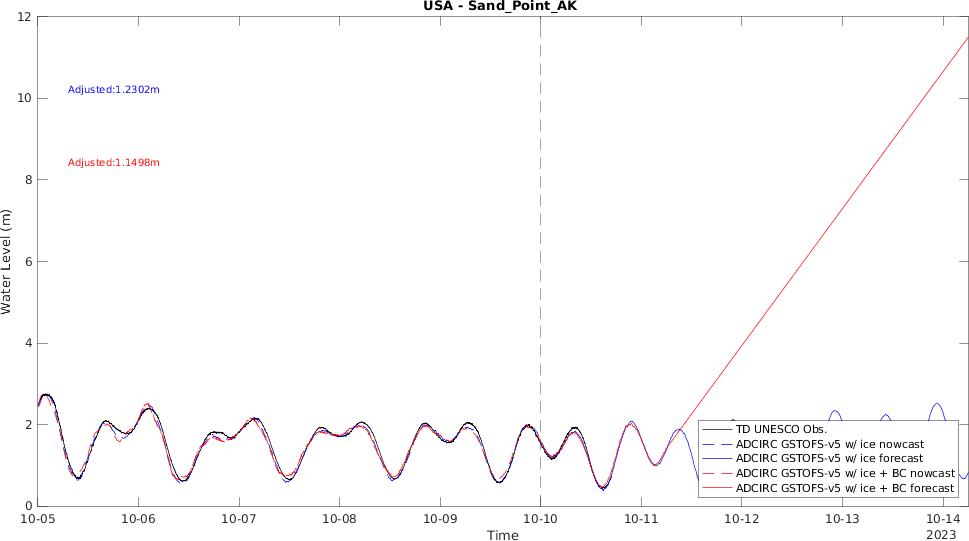 USA - Sand_Point_AK
12
10
8
6
4
2
0
Water Level (m)
Adjusted:1.2302m
Adjusted:1.1498m
TD UNESCO Obs.
ADCIRC GSTOFS-v5 w/ ice nowcast
ADCIRC GSTOFS-v5 w/ ice forecast
ADCIRC GSTOFS-v5 w/ ice + BC nowcast
ADCIRC GSTOFS-v5 w/ ice + BC forecast
10-05 10-06 10-07 10-08 10-09 10-10 10-11 10-12 10-13 10-14
2023
Time